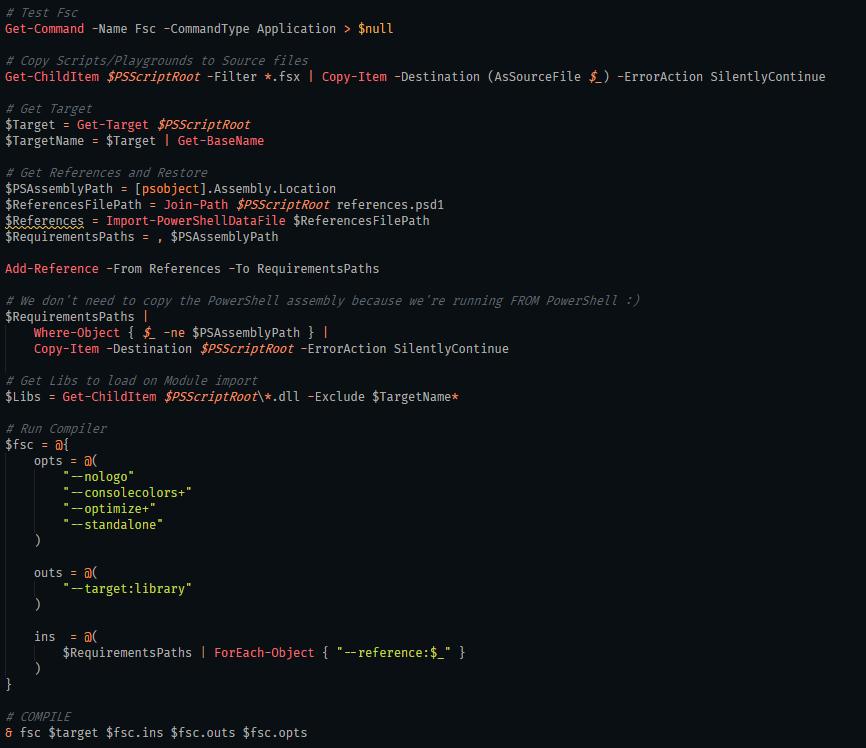 # Test Fsc
Get-Command -Name Fsc -CommandType Application > $null
# Copy Scripts/Playgrounds to Source files
Get-ChildItem $PSScriptRoot -Filter *.fsx | Copy-Item -Destination (AsSourceFile $_) -ErrorAction SilentlyContinue
# Get Target
$Target = Get-Target $PSScriptRoot
$TargetName = $Target | Get-BaseName
# Get References and Restore
$PSAssemblyPath = [psobject].Assembly.Location
$ReferencesFilePath = Join-Path $PSScriptRoot references.psd1
$References = Import-PowerShellDataFile $ReferencesFilePath
$RequirementsPaths = , $PSAssemblyPath
Add-Reference -From References -To RequirementsPaths
# We don't need to copy the PowerShell assembly because we're running FROM PowerShell :)
$RequirementsPaths |
    Where-Object { $_ -ne $PSAssemblyPath } |
    Copy-Item -Destination $PSScriptRoot -ErrorAction SilentlyContinue
# Get Libs to load on Module import
$Libs = Get-ChildItem $PSScriptRoot\*.dll -Exclude $TargetName*
# Run Compiler
$fsc = @{
    opts = @(
        "--nologo"
        "--consolecolors+"
        "--optimize+"
        "--standalone"
    )
    outs = @(
        "--target:library"
    )
    ins  = @(
        $RequirementsPaths | ForEach-Object { "--reference:$_" }
    )
}
# COMPILE
& fsc $target $fsc.ins $fsc.outs $fsc.opts